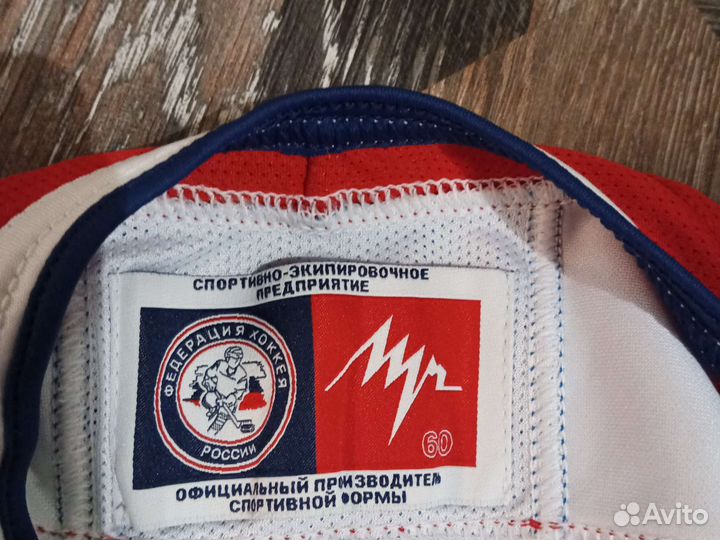 СПОРТИВНО-ЭКИПИРОВОЧНОЕ
ПРЕДПРИЯТИЕ
ФЕДЕРАЦИЯ ХОККЕЯ
РОССИИ
60
ОФИЦИАЛЬНЫЙ ПРОИЗВОДИТЕЛЬ
СПОРТИВНОЙ ФОРМЫ
Avito